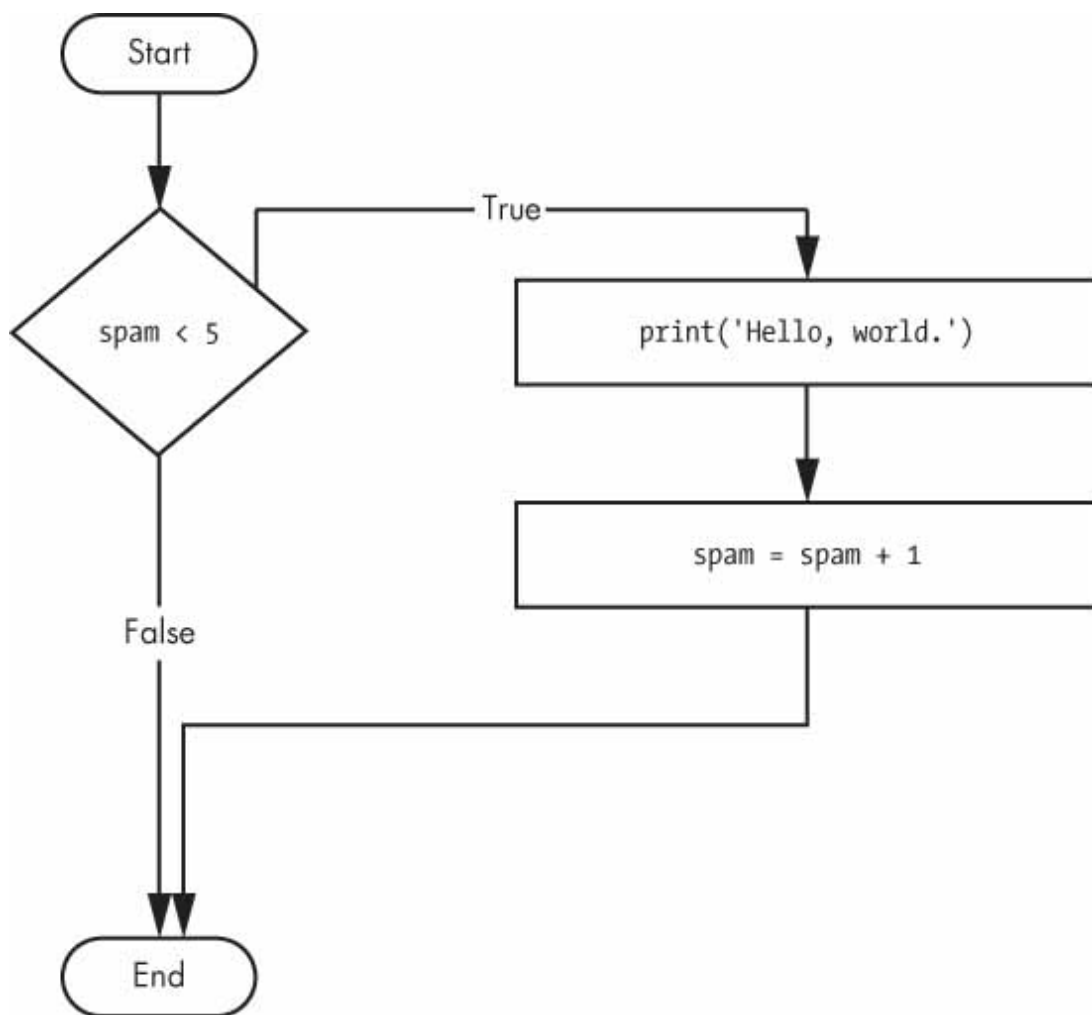 Start
True
spam < 5
print('Hello, world.')
spam = spam + 1
False
End